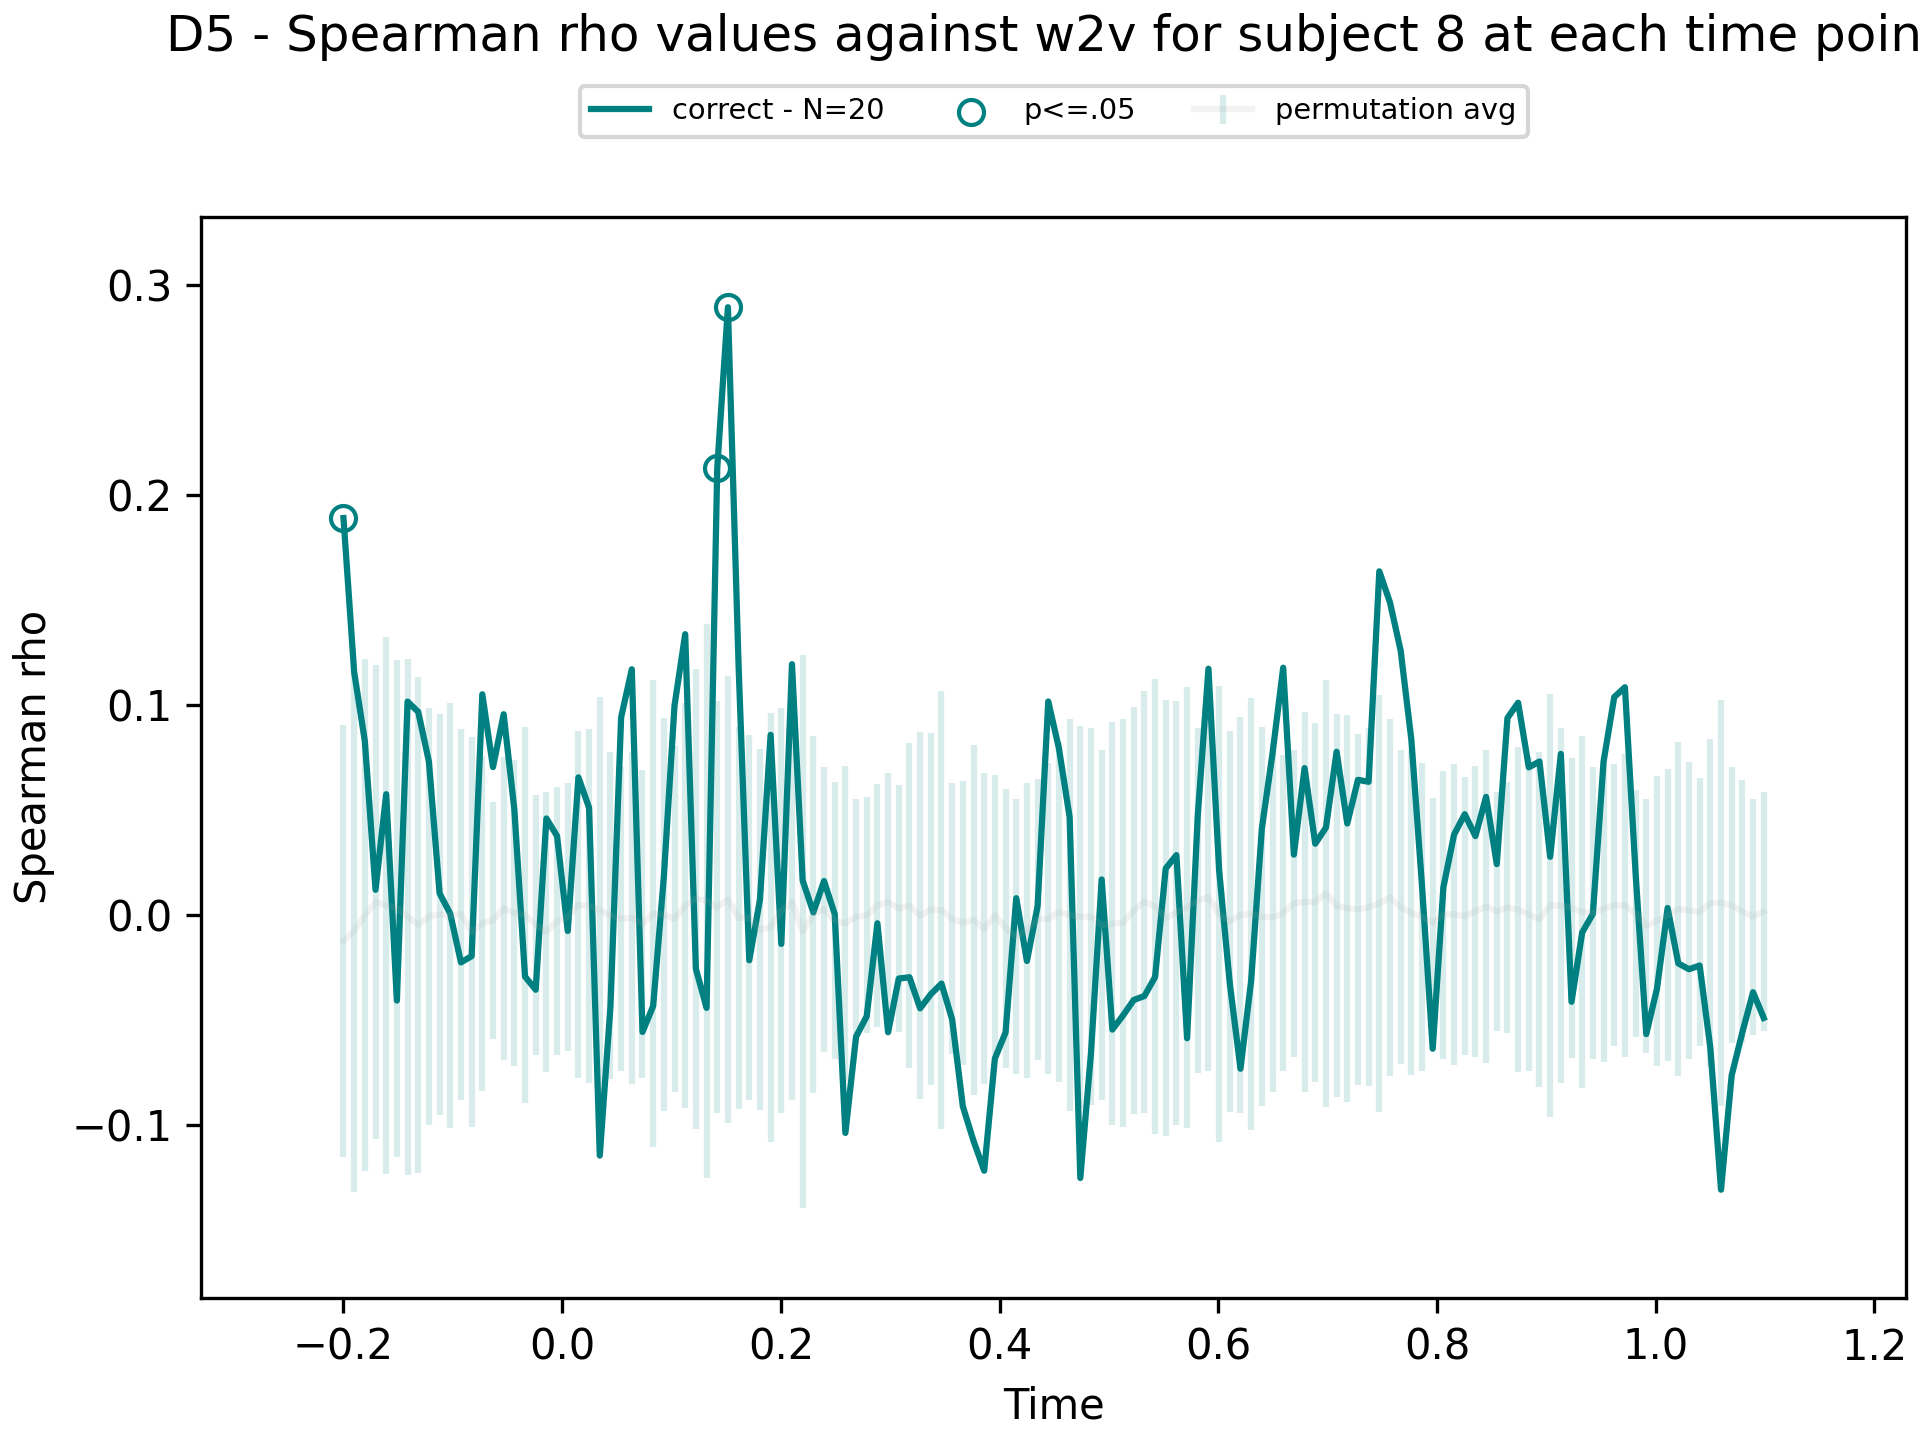 D5 - Spearman rho values against w2v for subject 8 at each time poin
correct - N=20 p<=.05 permutation avg
Spearman rho
0.3
0.2
0.1
0.0
−0.1
−0.2 0.0 0.2 0.4 0.6 0.8 1.0 1.2
Time